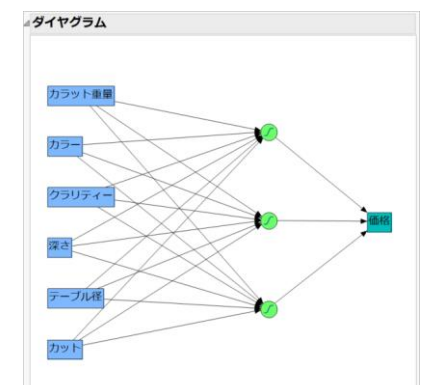 ダイヤグラム
カラット重量
カラー
クラリティー
深さ
テーブル径
カット
価格